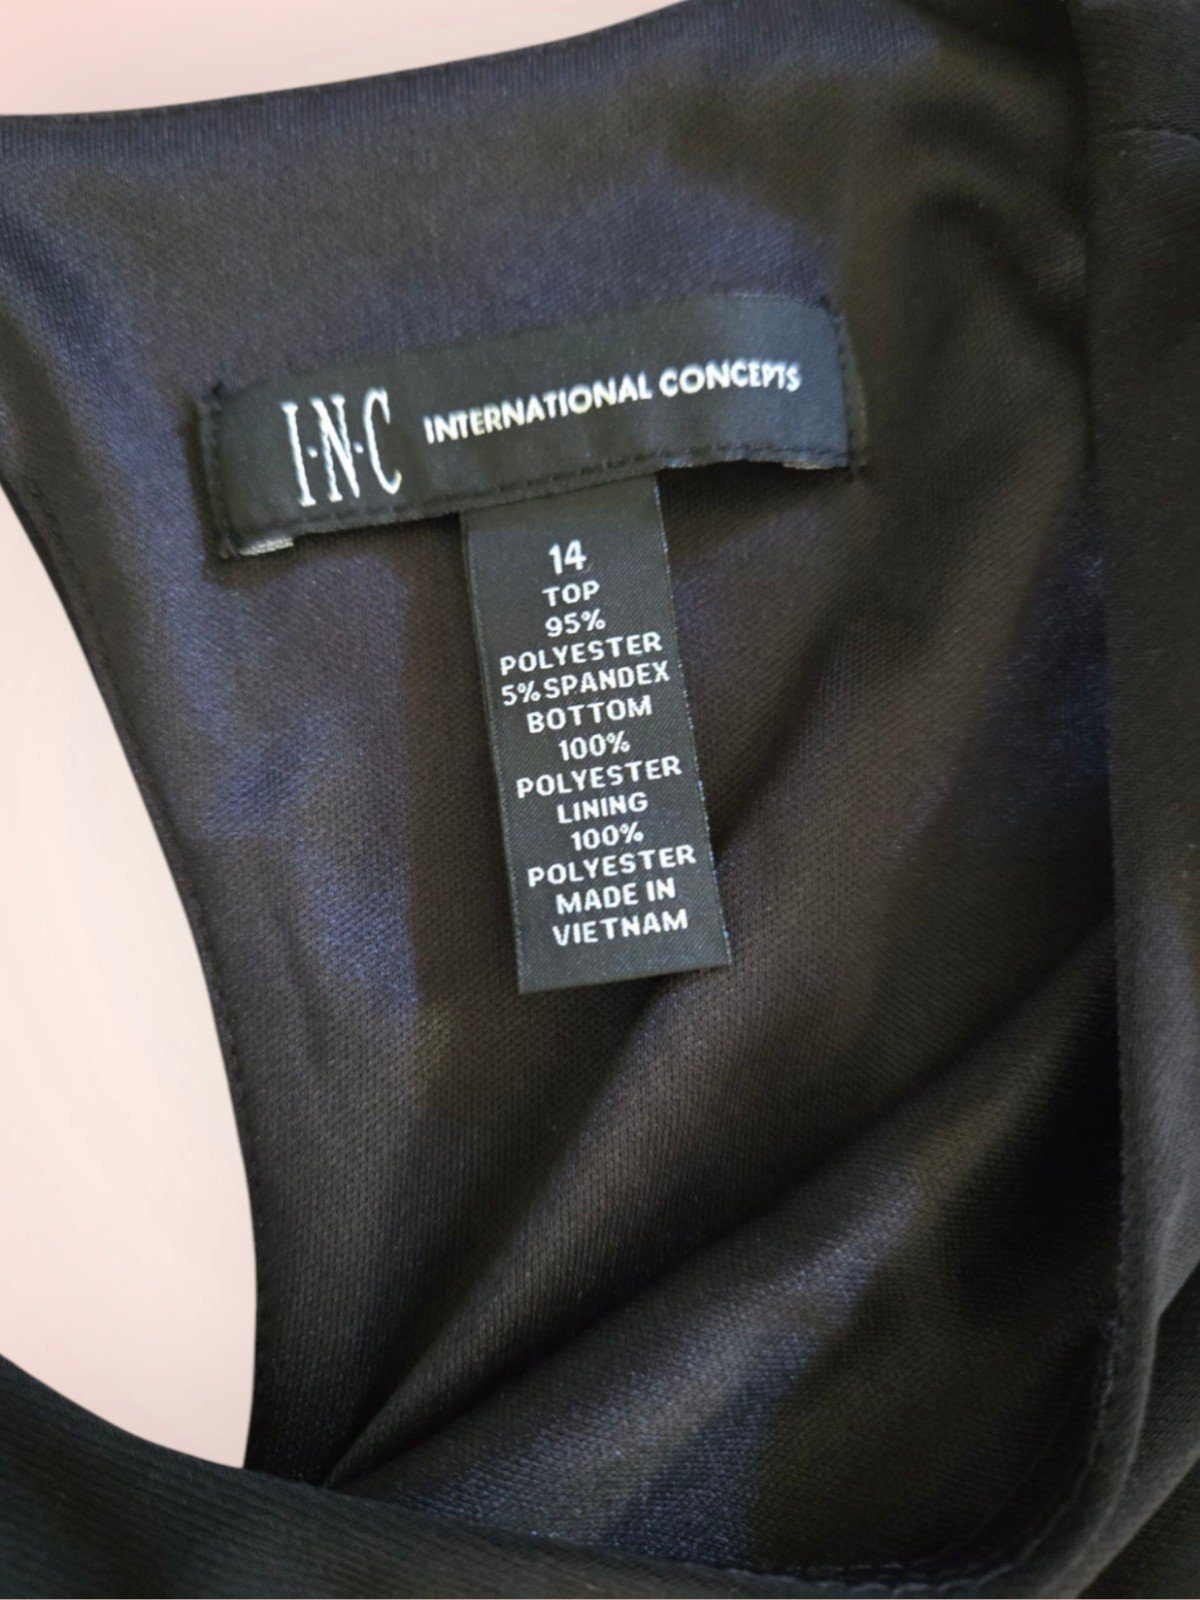 I·N·C INTERNATIONAL CONCEPTS
14
TOP
95%
POLYESTER
5% SPANDEX
BOTTOM
100%
POLYESTER
LINING
100%
POLYESTER
MADE IN
VIETNAM